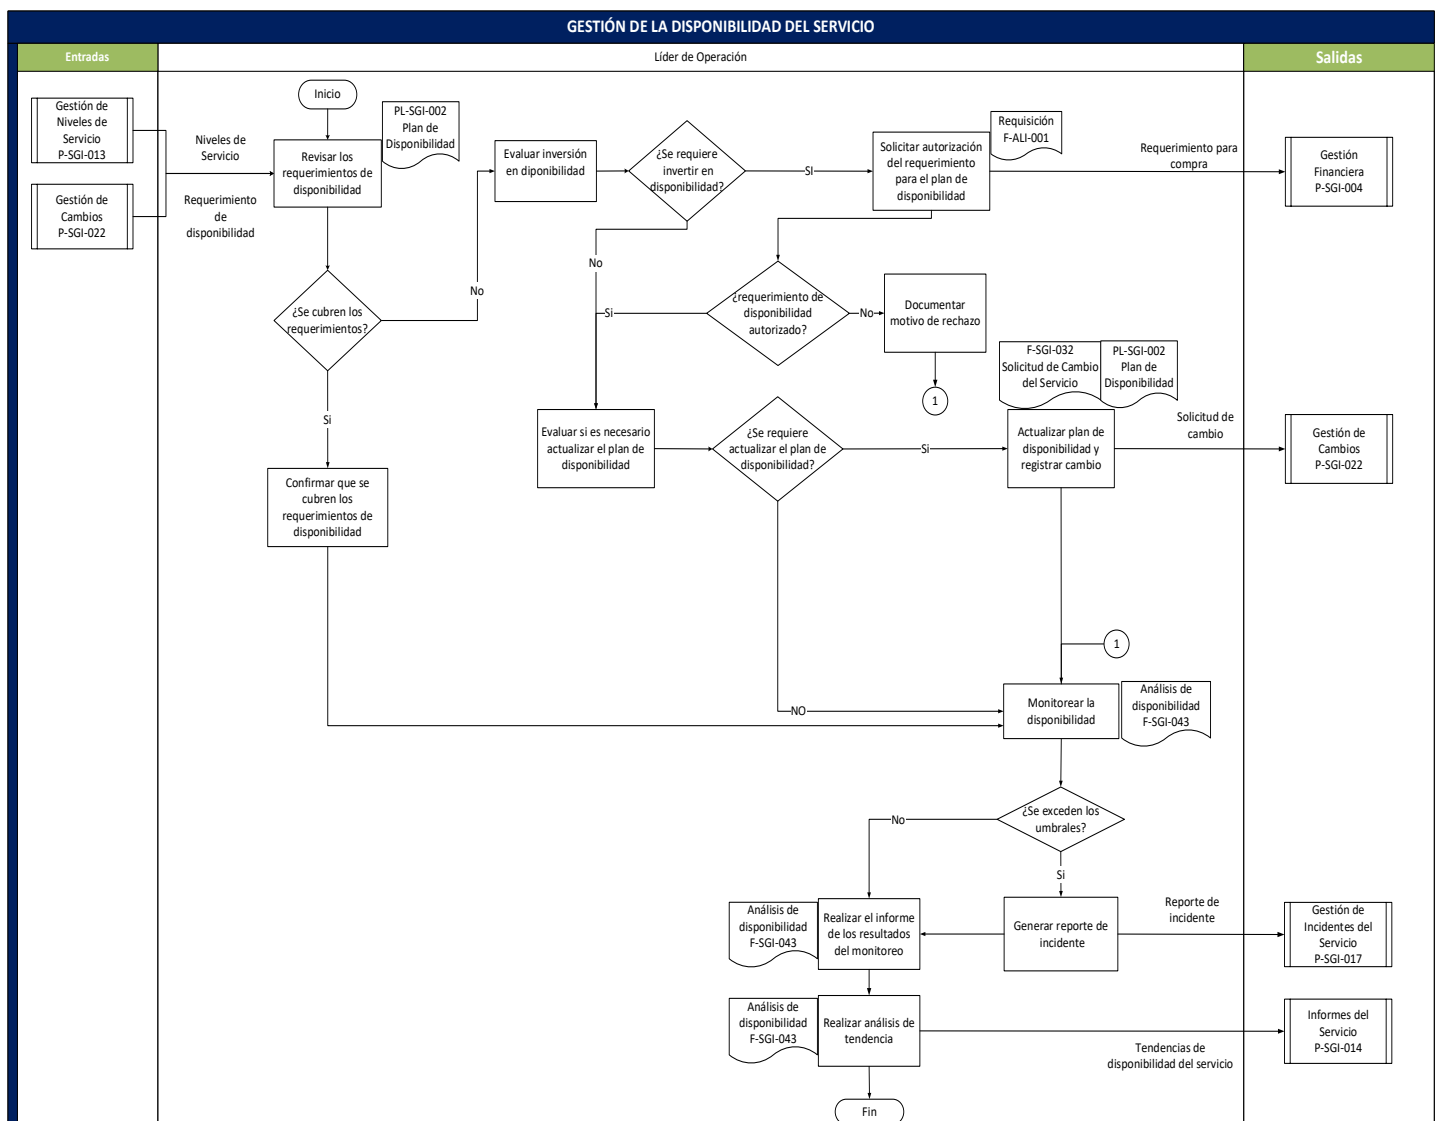 GESTIÓN DE LA DISPONIBILIDAD DEL SERVICIO
Entradas
Líder de Operación
Salidas
Gestión de
Niveles de
Servicio
P-SGI-013
Gestión de
Cambios
P-SGI-022
Niveles de
Servicio
Requerimiento
de
disponibilidad
Inicio
Revisar los
requerimientos de
disponibilidad
PL-SGI-002
Plan de
Disponibilidad
¿Se cubren los
requerimientos?
No
Si
Confirmar que se
cubren los
requerimientos de
disponibilidad
Evaluar inversión
en diponibilidad
¿Se requiere
invertir en
disponibilidad?
SI
No
Solicitar autorización
del requerimiento
para el plan de
disponibilidad
Requisición
F-ALI-001
Requerimiento para
compra
Gestión
Financiera
P-SGI-004
¿requerimiento de
disponibilidad
autorizado?
Si
No
Documentar
motivo de rechazo
1
Evaluar si es necesario
actualizar el plan de
disponibilidad
¿Se requiere
actualizar el plan de
disponibilidad?
Si
NO
F-SGI-032
Solicitud de Cambio
del Servicio
PL-SGI-002
Plan de
Disponibilidad
Actualizar plan de
disponibilidad y
registrar cambio
Solicitud de
cambio
Gestión de
Cambios
P-SGI-022
1
Monitorear la
disponibilidad
Análisis de
disponibilidad
F-SGI-043
¿Se exceden los
umbrales?
No
Si
Generar reporte de
incidente
Reporte de
incidente
Gestión de
Incidentes del
Servicio
P-SGI-017
Análisis de
disponibilidad
F-SGI-043
Realizar el informe
de los resultados
del monitoreo
Análisis de
disponibilidad
F-SGI-043
Realizar análisis de
tendencia
Tendencias de
disponibilidad del servicio
Informes del
Servicio
P-SGI-014
Fin